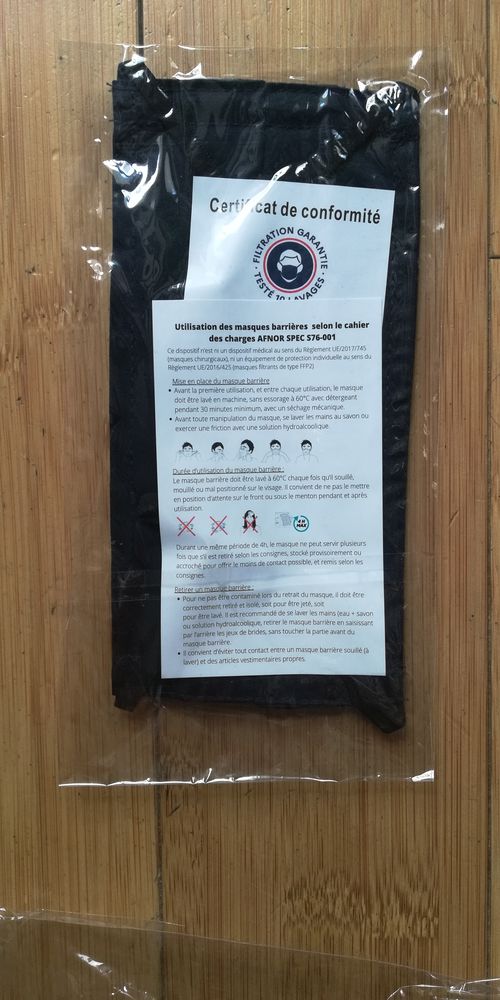 Certificat de conformité
FILTRATION GARANTIE
TESTÉ 10 LAVAGES
Utilisation des masques barrières selon le cahier
des charges AFNOR SPEC S76-001
Ce dispositif n'est ni un dispositif médical au sens du Règlement UE/2017/745
(masques chirurgicaux), ni un équipement de protection individuelle au sens du
Règlement UE/2016/425 (masques filtrants de type FFP2)
Mise en place du masque barrière
• Avant la première utilisation, et entre chaque utilisation, le masque
doit être lavé en machine, sans essorage à 60°C avec détergeant
pendant 30 minutes minimum, avec un séchage mécanique.
• Avant toute manipulation du masque, se laver les mains au savon ou
exercer une friction avec une solution hydroalcoolique.
Durée d'utilisation du masque barrière :
Le masque barrière doit être lavé à 60°C chaque fois qu'il souillé,
mouillé ou mal positionné sur le visage. Il convient de ne pas le mettre
en position d'attente sur le front ou sous le menton pendant et après
utilisation.
4 H
MAX
Durant une même période de 4h, le masque ne peut servir plusieurs
fois que s'il est retiré selon les consignes, stocké provisoirement ou
accroché pour offrir le moins de contact possible, et remis selon les
consignes.
Retirer un masque barrière :
• Pour ne pas être contaminé lors du retrait du masque, il doit être
correctement retiré et isolé, soit pour être jeté, soit
pour être lavé. Il est recommandé de se laver les mains (eau + savon
ou solution hydroalcoolique, retirer le masque barrière en saisissant
par l'arrière les jeux de brides, sans toucher la partie avant du
masque barrière.
• Il convient d'éviter tout contact entre un masque barrière souillé (à
laver) et des articles vestimentaires propres.